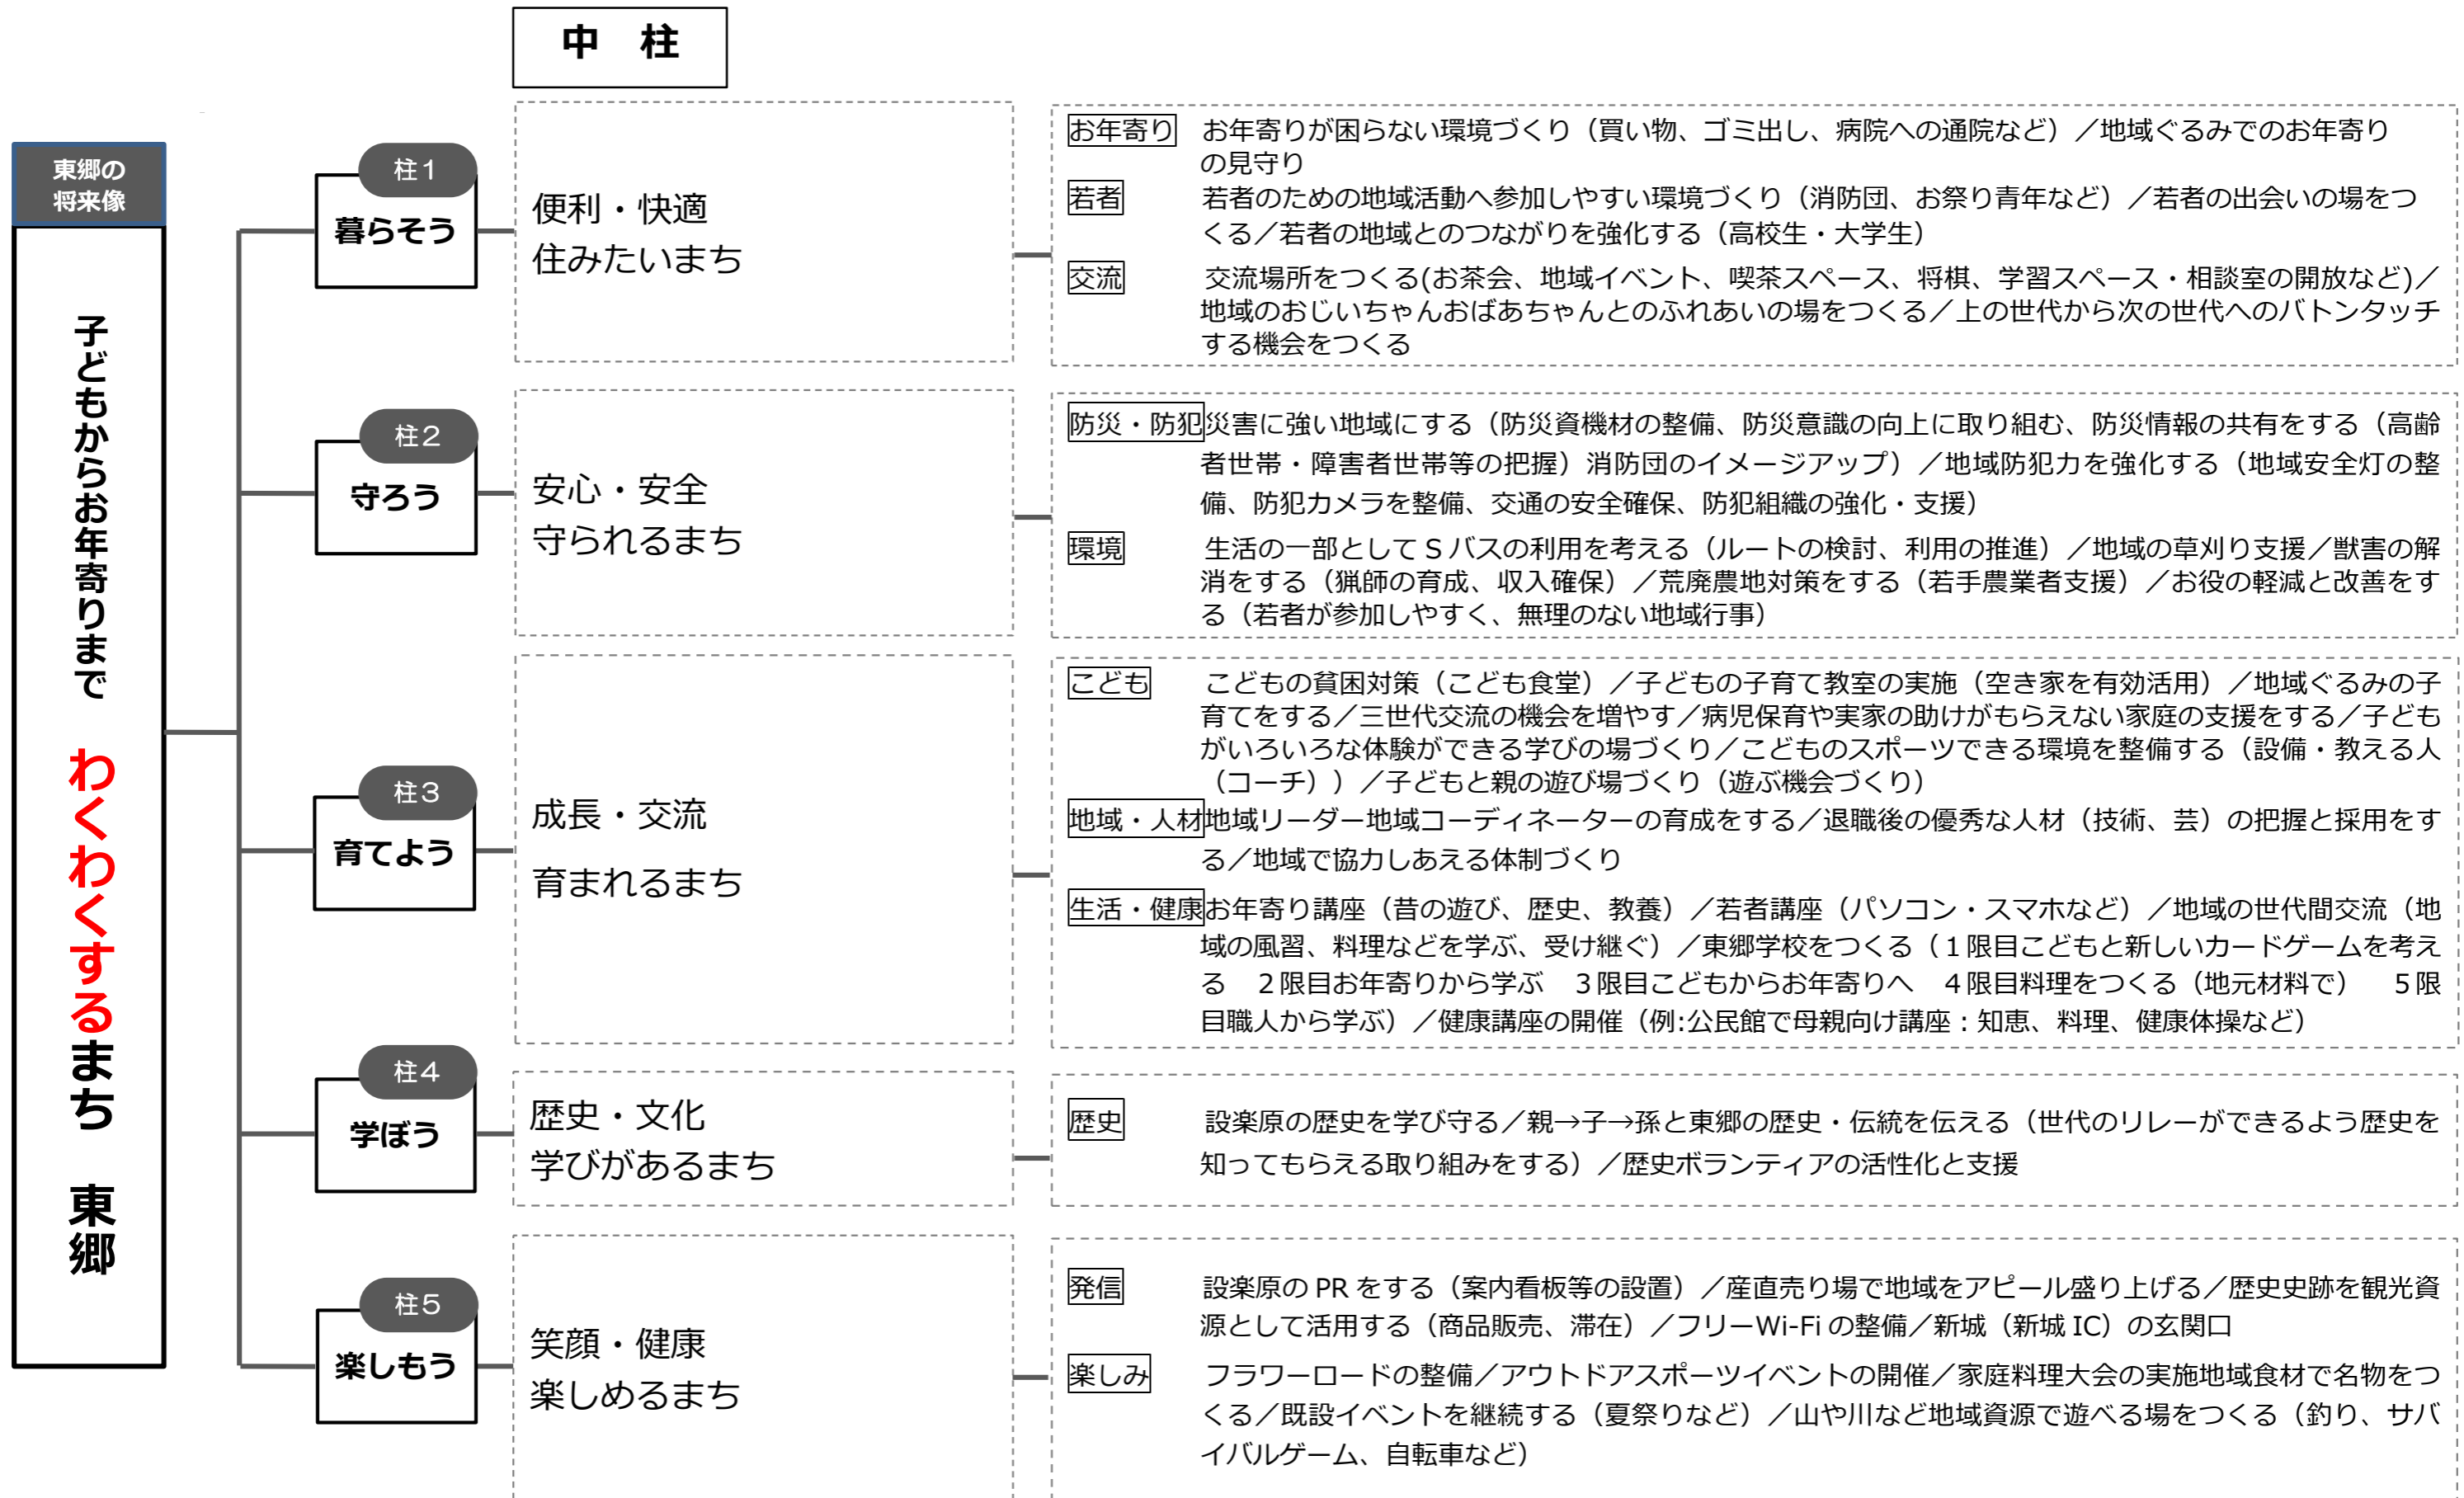 中　柱
東郷の
将来像
子どもからお年寄りまで　わくわくするまち　東郷
柱１
暮らそう
便利・快適
住みたいまち
お年寄り　お年寄りが困らない環境づくり（買い物、ゴミ出し、病院への通院など）／地域ぐるみでのお年寄り
の見守り
若者　若者のための地域活動へ参加しやすい環境づくり（消防団、お祭り青年など）／若者の出会いの場をつ
くる／若者の地域とのつながりを強化する（高校生・大学生）
交流　交流場所をつくる(お茶会、地域イベント、喫茶スペース、将棋、学習スペース・相談室の開放など)／
地域のおじいちゃんおばあちゃんとのふれあいの場をつくる／上の世代から次の世代へのバトンタッチ
する機会をつくる
柱２
守ろう
安心・安全
守られるまち
防災・防犯 災害に強い地域にする（防災資機材の整備、防災意識の向上に取り組む、防災情報の共有をする（高齢
者世帯・障害者世帯等の把握）消防団のイメージアップ）／地域防犯力を強化する（地域安全灯の整
備、防犯カメラを整備、交通の安全確保、防犯組織の強化・支援）
環境　生活の一部として S バスの利用を考える（ルートの検討、利用の推進）／地域の草刈り支援／獣害の解
消をする（猟師の育成、収入確保）／荒廃農地対策をする（若手農業者支援）／お役の軽減と改善をす
る（若者が参加しやすく、無理のない地域行事）
柱３
育てよう
成長・交流
育まれるまち
こども　こどもの貧困対策（こども食堂）／子どもの子育て教室の実施（空き家を有効活用）／地域ぐるみの子
育てをする／三世代交流の機会を増やす／病児保育や実家の助けがもらえない家庭の支援をする／子ども
がいろいろな体験ができる学びの場づくり／こどものスポーツできる環境を整備する（設備・教える人
（コーチ））／子どもと親の遊び場づくり（遊ぶ機会づくり）
地域・人材 地域リーダー地域コーディネーターの育成をする／退職後の優秀な人材（技術、芸）の把握と採用をす
る／地域で協力しあえる体制づくり
生活・健康 お年寄り講座（昔の遊び、歴史、教養）／若者講座（パソコン・スマホなど）／地域の世代間交流（地
域の風習、料理などを学ぶ、受け継ぐ）／東郷学校をつくる（１限目こどもと新しいカードゲームを考え
る　２限目お年寄りから学ぶ　３限目こどもからお年寄りへ　４限目料理をつくる（地元材料で）　５限
目職人から学ぶ）／健康講座の開催（例:公民館で母親向け講座：知恵、料理、健康体操など）
柱４
学ぼう
歴史・文化
学びがあるまち
歴史　設楽原の歴史を学び守る／親→子→孫と東郷の歴史・伝統を伝える（世代のリレーができるよう歴史を
知ってもらえる取り組みをする）／歴史ボランティアの活性化と支援
柱５
楽しもう
笑顔・健康
楽しめるまち
発信　設楽原の PR をする（案内看板等の設置）／産直売り場で地域をアピール盛り上げる／歴史史跡を観光資
源として活用する（商品販売、滞在）／フリーWi-Fi の整備／新城（新城 IC）の玄関口
楽しみ　フラワーロードの整備／アウトドアスポーツイベントの開催／家庭料理大会の実施地域食材で名物をつ
くる／既設イベントを継続する（夏祭りなど）／山や川など地域資源で遊べる場をつくる（釣り、サバ
イバルゲーム、自転車など）